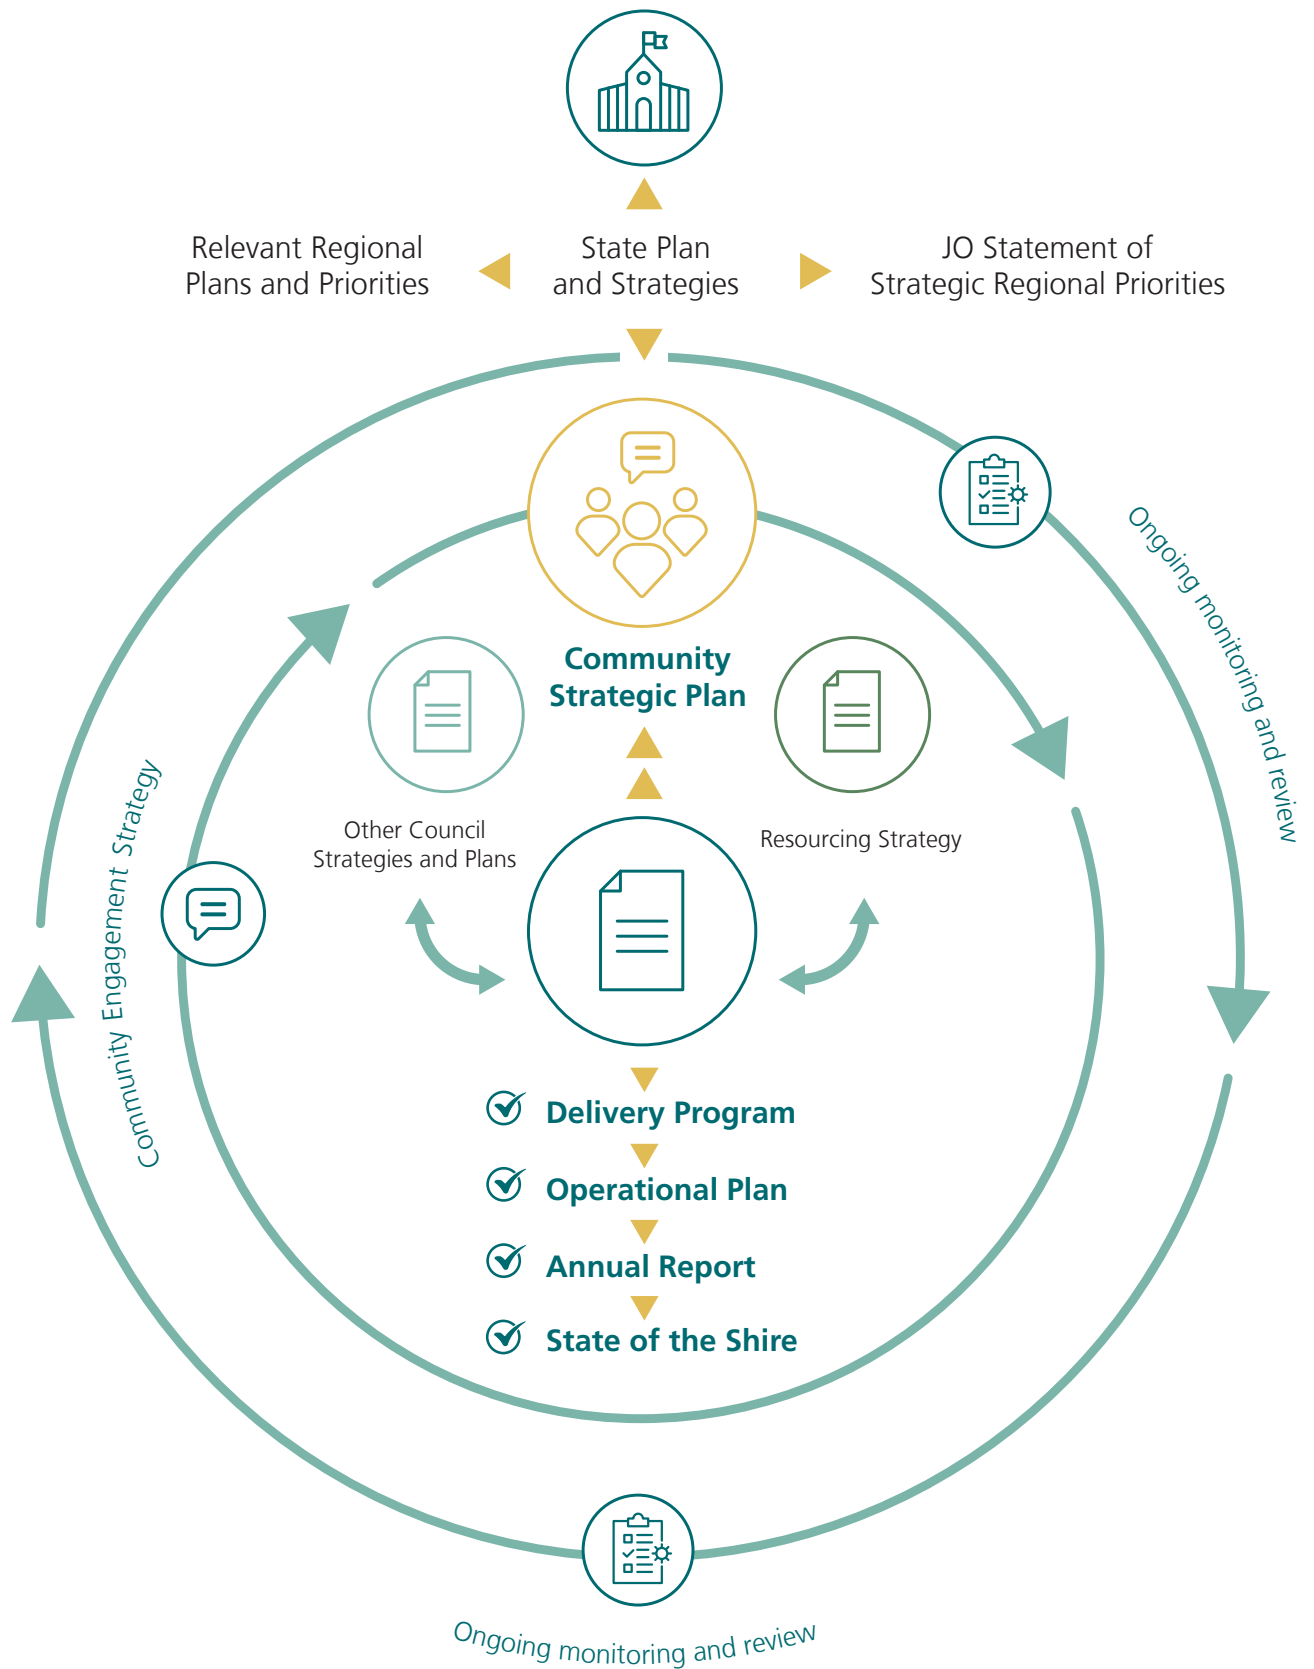 Relevant Regional
Plans and Priorities
State Plan
and Strategies
JO Statement of
Strategic Regional Priorities
Ongoing monitoring and review
Community
Strategic Plan
Other Council
Strategies and Plans
Resourcing Strategy
Community Engagement Strategy
Delivery Program
Operational Plan
Annual Report
State of the Shire
Ongoing monitoring and review